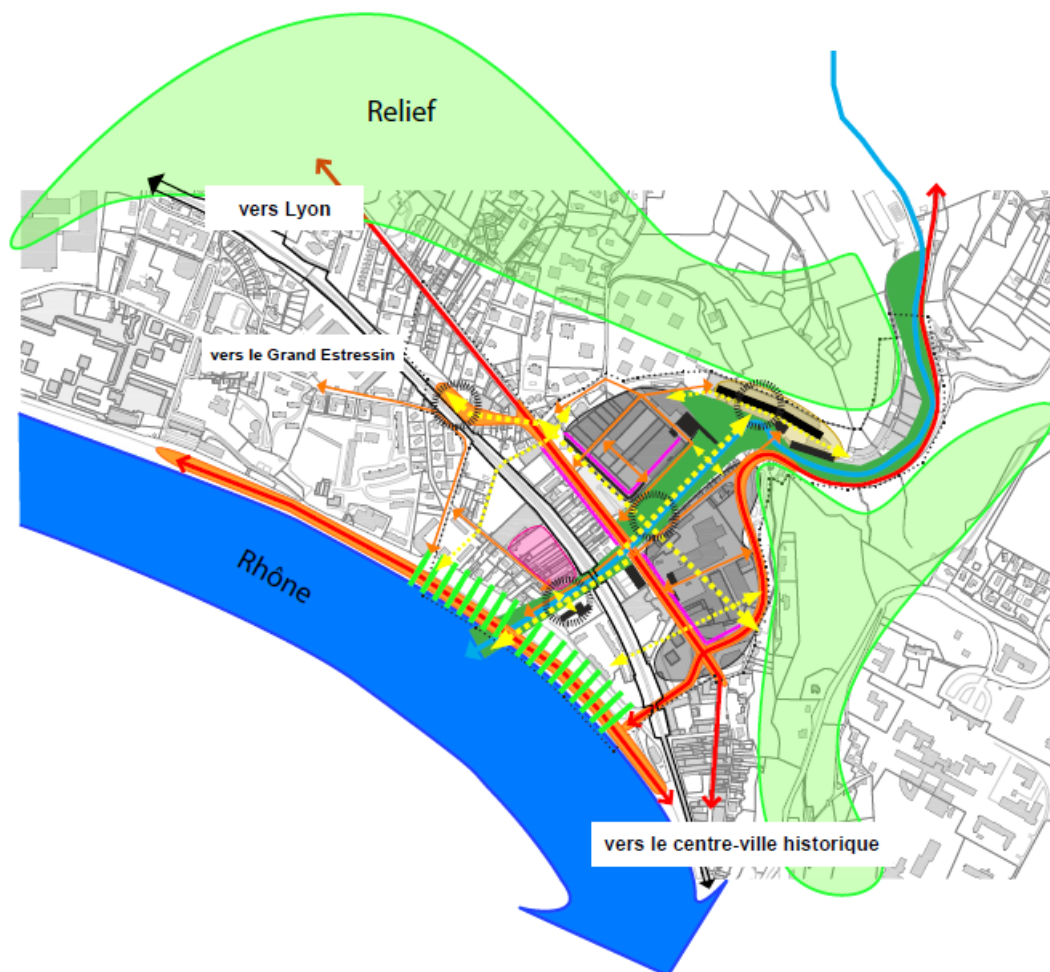 Relief
vers Lyon
vers le Grand Estressin
Rhône
vers le centre-ville historique